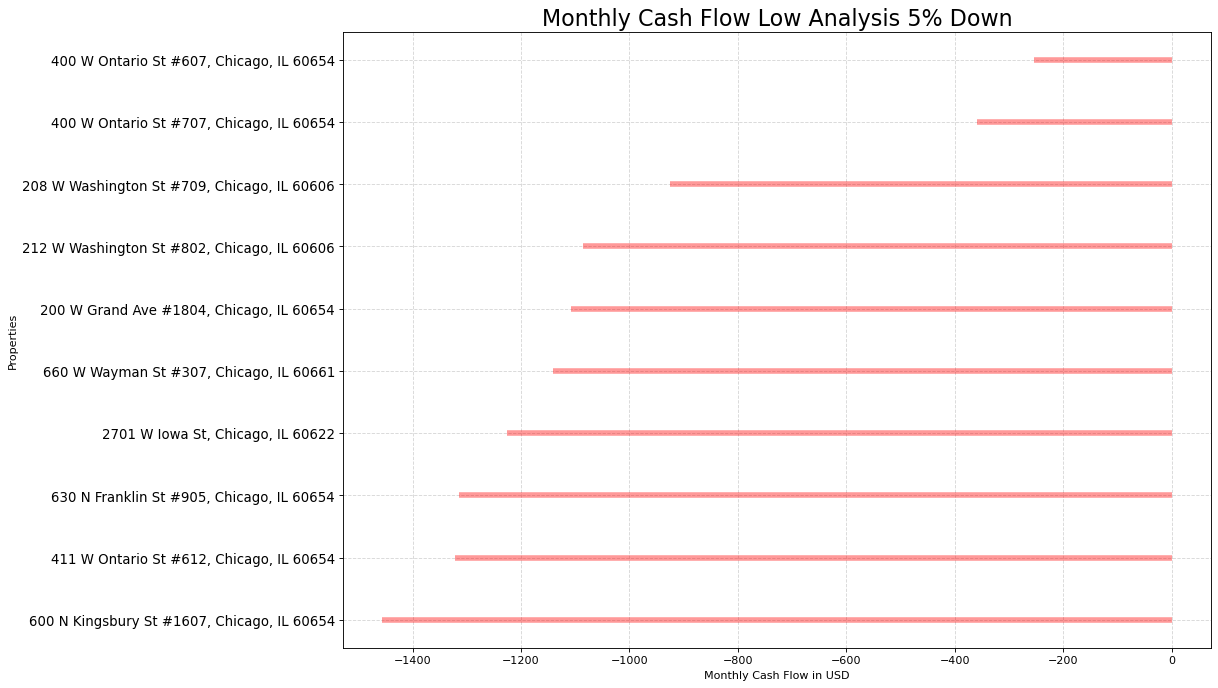 Monthly Cash Flow Low Analysis 5% Down
400 W Ontario St #607, Chicago, IL 60654
400 W Ontario St #707, Chicago, IL 60654
208 W Washington St #709, Chicago, IL 60606
212 W Washington St #802, Chicago, IL 60606
200 W Grand Ave #1804, Chicago, IL 60654
660 W Wayman St #307, Chicago, IL 60661
2701 W Iowa St, Chicago, IL 60622
630 N Franklin St #905, Chicago, IL 60654
411 W Ontario St #612, Chicago, IL 60654
600 N Kingsbury St #1607, Chicago, IL 60654
Properties
−1400 −1200 −1000 −800 −600 −400 −200 0
Monthly Cash Flow in USD